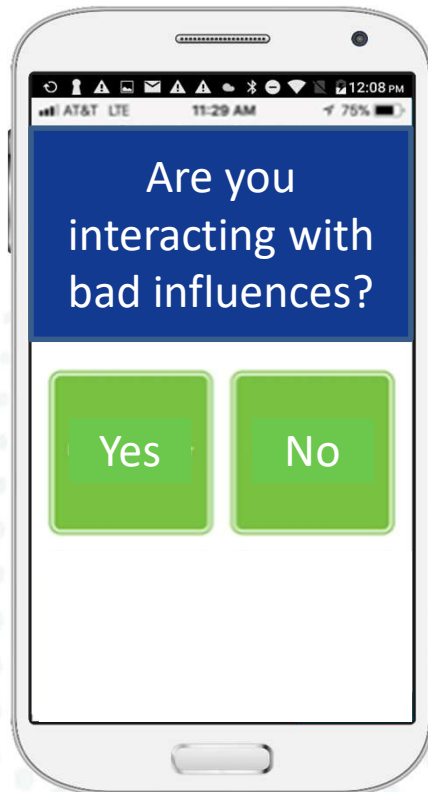 12:08 PM
AT&T LTE 11:29 AM 75%
Are you
interacting with
bad influences?
Yes No